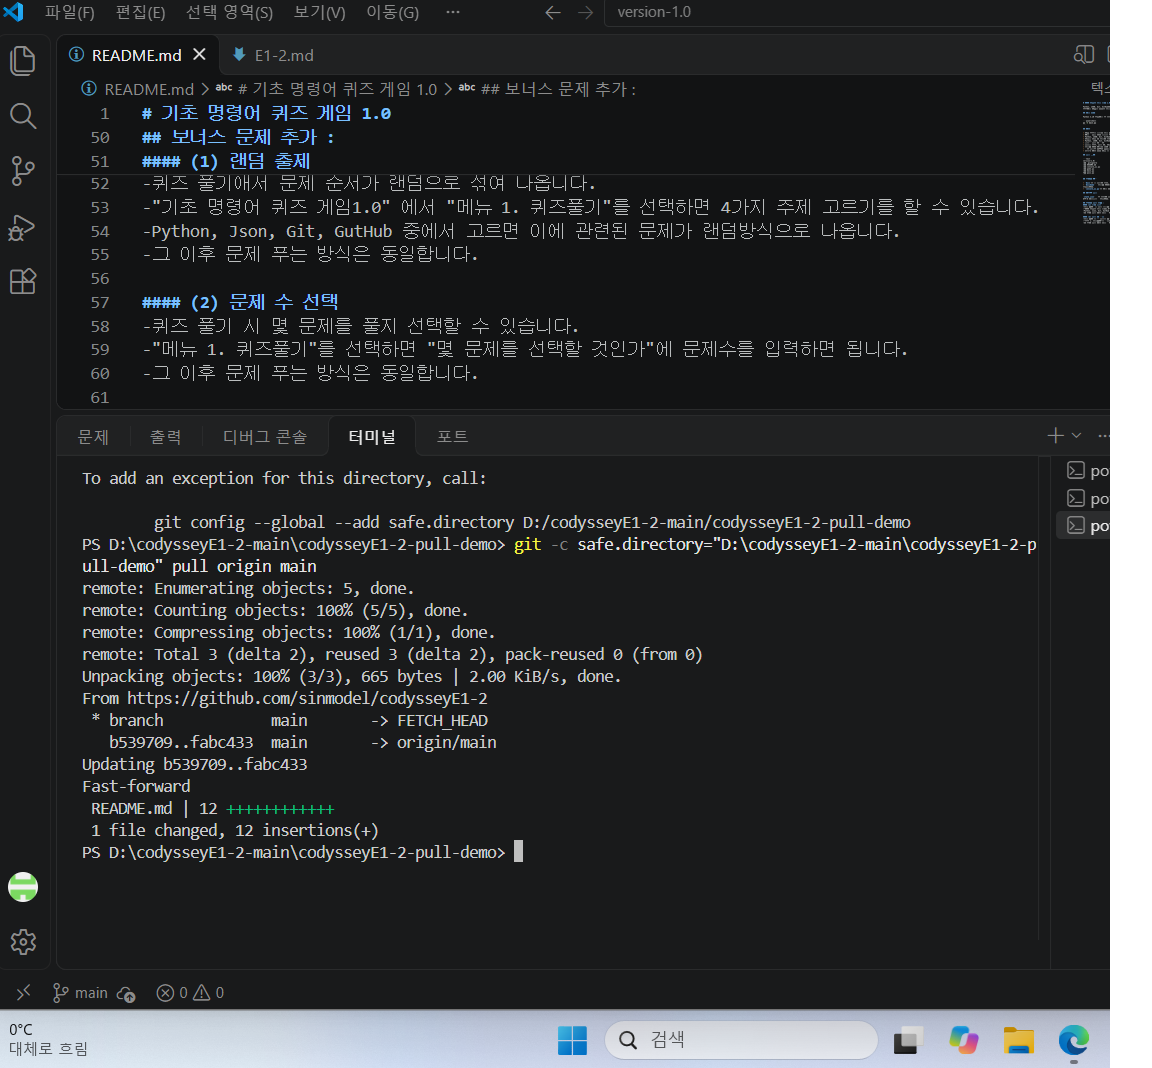 파일(F) 편집(E) 선택 영역(S) 보기(V) 이동(G) ··· version-1.0
README.md E1-2.md
README.md > # 기초 명령어 퀴즈 게임 1.0 > ## 보너스 문제 추가 :
1 # 기초 명령어 퀴즈 게임 1.0
50 ## 보너스 문제 추가 :
51 #### (1) 랜덤 출제
52 -퀴즈 풀기애서 문제 순서가 랜덤으로 섞여 나옵니다.
53 -"기초 명령어 퀴즈 게임1.0" 에서 "메뉴 1. 퀴즈풀기"를 선택하면 4가지 주제 고르기를 할 수 있습니다.
54 -Python, Json, Git, GutHub 중에서 고르면 이에 관련된 문제가 랜덤방식으로 나옵니다.
55 -그 이후 문제 푸는 방식은 동일합니다.
56
57 #### (2) 문제 수 선택
58 -퀴즈 풀기 시 몇 문제를 풀지 선택할 수 있습니다.
59 -"메뉴 1. 퀴즈풀기"를 선택하면 "몇 문제를 선택할 것인가"에 문제수를 입력하면 됩니다.
60 -그 이후 문제 푸는 방식은 동일합니다.
61
문제 출력 디버그 콘솔 터미널 포트
To add an exception for this directory, call:
git config --global --add safe.directory D:/codysseyE1-2-main/codysseyE1-2-pull-demo
PS D:\codysseyE1-2-main\codysseyE1-2-pull-demo> git -c safe.directory="D:\codysseyE1-2-main\codysseyE1-2-p
ull-demo" pull origin main
remote: Enumerating objects: 5, done.
remote: Counting objects: 100% (5/5), done.
remote: Compressing objects: 100% (1/1), done.
remote: Total 3 (delta 2), reused 3 (delta 2), pack-reused 0 (from 0)
Unpacking objects: 100% (3/3), 665 bytes | 2.00 KiB/s, done.
From https://github.com/sinmodel/codysseyE1-2
* branch main -> FETCH_HEAD
b539709..fabc433 main -> origin/main
Updating b539709..fabc433
Fast-forward
README.md | 12 ++++++++++++
1 file changed, 12 insertions(+)
PS D:\codysseyE1-2-main\codysseyE1-2-pull-demo>
po
po
po
main 0 0
0°C
대체로 흐림
검색